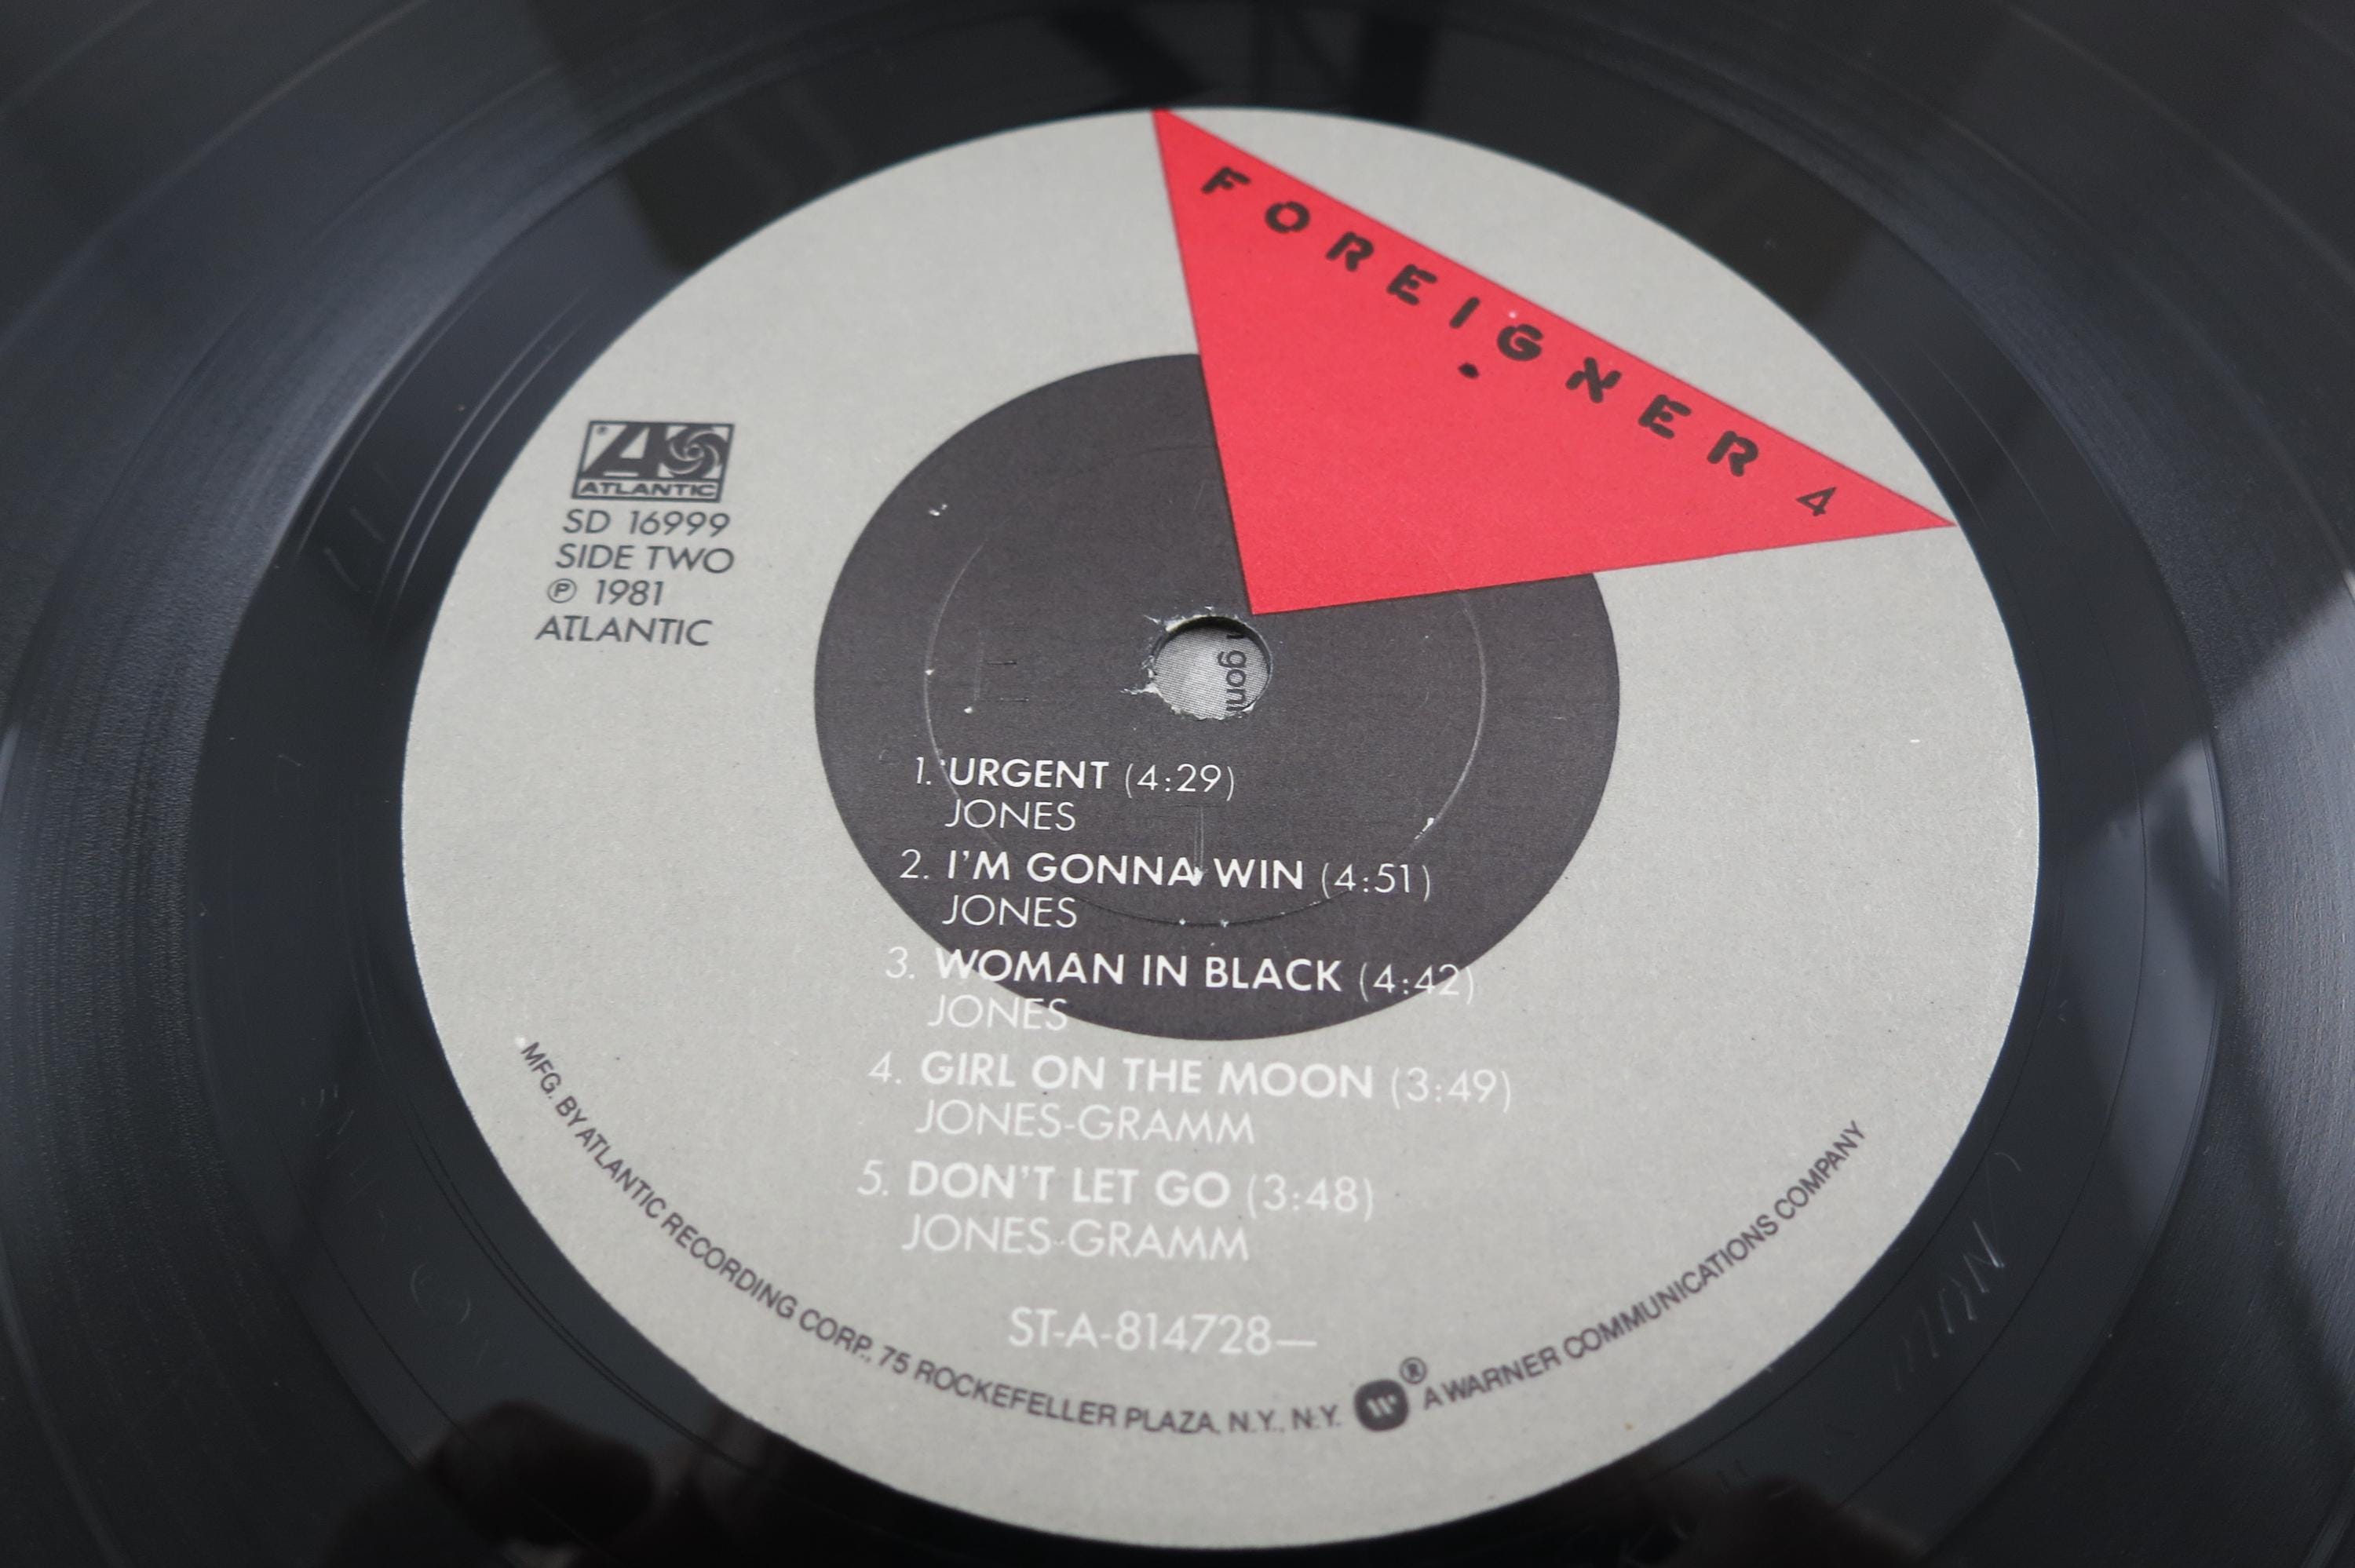 FOREIGNER 4
ATLANTIC
SD 16999
SIDE TWO
℗ 1981
ATLANTIC
gon
1. URGENT (4:29)
JONES
2. I'M GONNA WIN (4:51)
JONES
3. WOMAN IN BLACK (4:42)
JONES
4. GIRL ON THE MOON (3:49)
JONES-GRAMM
5. DON'T LET GO (3:48)
JONES-GRAMM
ST-A-814728—
MFG. BY ATLANTIC RECORDING CORP., 75 ROCKEFELLER PLAZA, N.Y., N.Y. ® A WARNER COMMUNICATIONS COMPANY